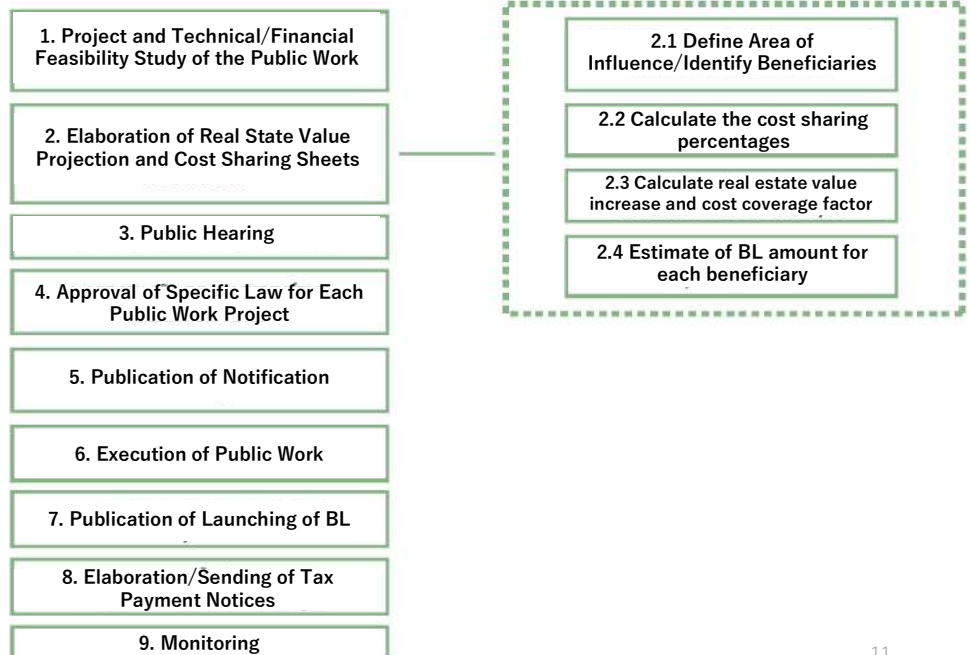 1. Project and Technical/Financial
Feasibility Study of the Public Work
2. Elaboration of Real State Value
Projection and Cost Sharing Sheets
3. Public Hearing
4. Approval of Specific Law for Each
Public Work Project
5. Publication of Notification
6. Execution of Public Work
7. Publication of Launching of BL
8. Elaboration/Sending of Tax
Payment Notices
9. Monitoring
2.1 Define Area of
Influence/Identify Beneficiaries
2.2 Calculate the cost sharing
percentages
2.3 Calculate real estate value
increase and cost coverage factor
2.4 Estimate of BL amount for
each beneficiary
11